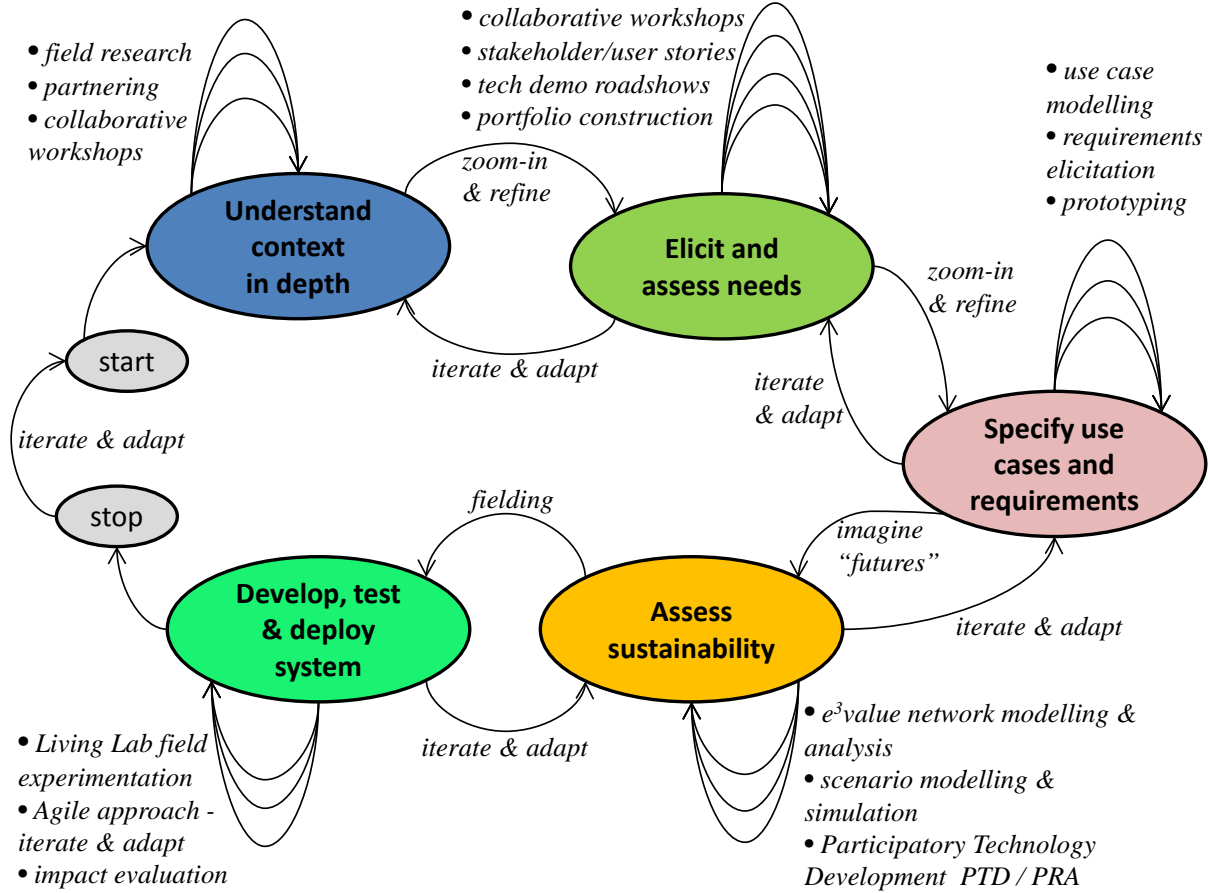 • field research
• partnering
• collaborative
workshops
• collaborative workshops
• stakeholder/user stories
• tech demo roadshows
• portfolio construction
• use case
modelling
• requirements
elicitation
• prototyping
Understand
context
in depth
zoom-in
& refine
Elicit and
assess needs
zoom-in
& refine
iterate & adapt
start
iterate & adapt
stop
iterate
& adapt
Specify use
cases and
requirements
fielding
imagine
“futures”
Develop, test
& deploy
system
Assess
sustainability
iterate & adapt
iterate & adapt
• Living Lab field
experimentation
• Agile approach -
iterate & adapt
• impact evaluation
• e³value network modelling &
analysis
• scenario modelling &
simulation
• Participatory Technology
Development PTD / PRA